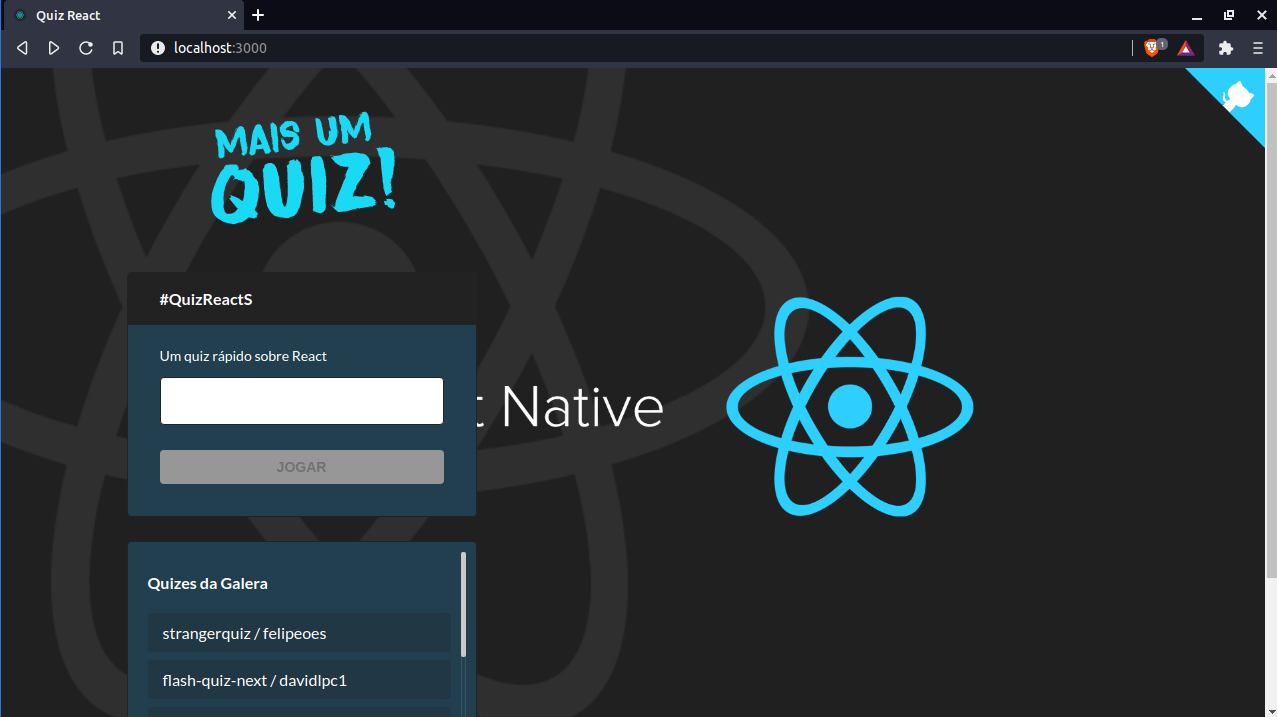 Quiz React
localhost:3000
1
MAIS UM
QUIZ!
#QuizReactS
Um quiz rápido sobre React
t Native
JOGAR
Quizes da Galera
strangerquiz / felipeoes
flash-quiz-next / davidlpc1